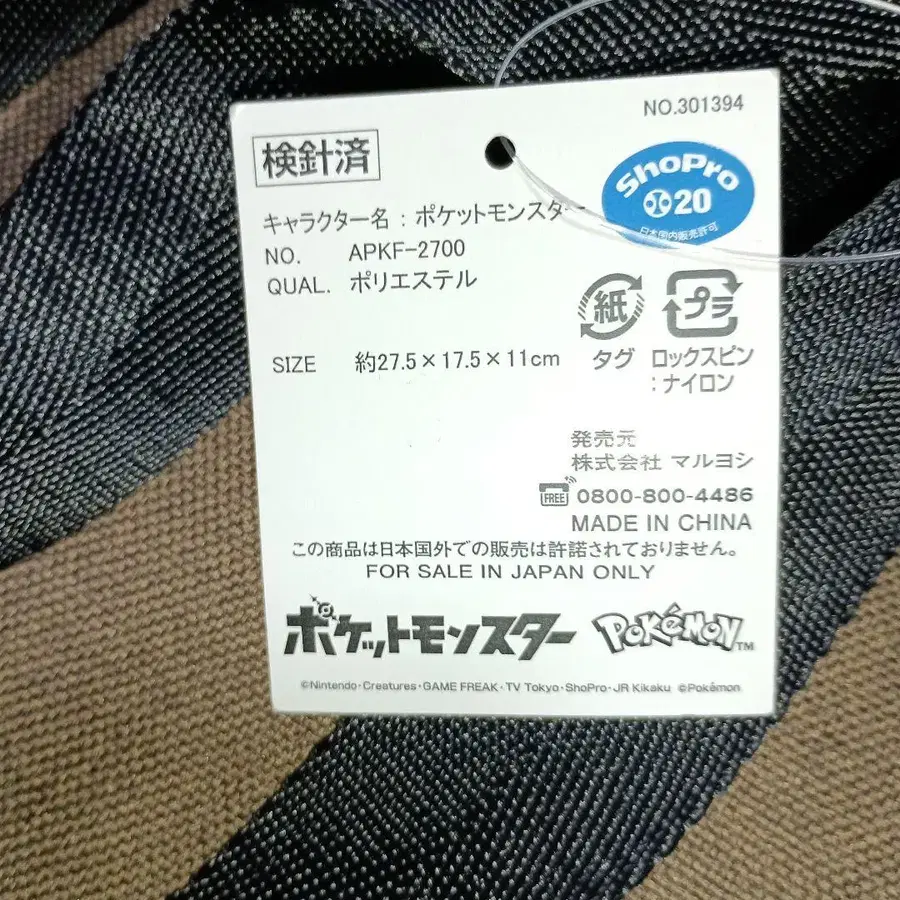 NO.301394
検針済
ShoPro
20
日本国内販売許可
キャラクター名:ポケットモンスター
NO. APKF-2700
QUAL. ポリエステル
紙 プラ
タグ ロックスピン
:ナイロン
SIZE 約27.5×17.5×11cm
発売元
株式会社 マルヨシ
FREE 0800-800-4486
MADE IN CHINA
この商品は日本国外での販売は許諾されておりません。
FOR SALE IN JAPAN ONLY
ポケットモンスター POKéMON™
©Nintendo・Creatures・GAME FREAK・TV Tokyo・ShoPro・JR Kikaku ©Pokémon